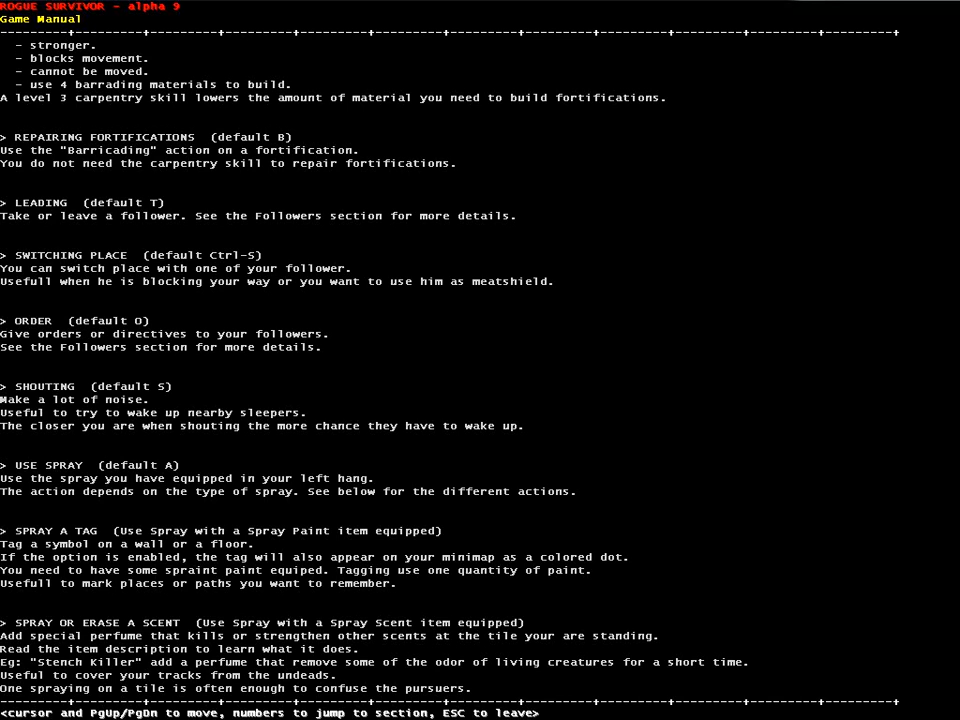 ROGUE SURVIVOR - alpha 9
Game Manual
---------+---------+---------+---------+---------+---------+---------+---------+---------+---------+---------+---------+
- stronger.
- blocks movement.
- cannot be moved.
- use 4 barrading materials to build.
A level 3 carpentry skill lowers the amount of material you need to build fortifications.
> REPAIRING FORTIFICATIONS (default B)
Use the "Barricading" action on a fortification.
You do not need the carpentry skill to repair fortifications.
> LEADING (default T)
Take or leave a follower. See the Followers section for more details.
> SWITCHING PLACE (default Ctrl-S)
You can switch place with one of your follower.
Usefull when he is blocking your way or you want to use him as meatshield.
> ORDER (default O)
Give orders or directives to your followers.
See the Followers section for more details.
> SHOUTING (default S)
Make a lot of noise.
Useful to try to wake up nearby sleepers.
The closer you are when shouting the more chance they have to wake up.
> USE SPRAY (default A)
Use the spray you have equipped in your left hang.
The action depends on the type of spray. See below for the different actions.
> SPRAY A TAG (Use Spray with a Spray Paint item equipped)
Tag a symbol on a wall or a floor.
If the option is enabled, the tag will also appear on your minimap as a colored dot.
You need to have some spraint paint equiped. Tagging use one quantity of paint.
Usefull to mark places or paths you want to remember.
> SPRAY OR ERASE A SCENT (Use Spray with a Spray Scent item equipped)
Add special perfume that kills or strengthen other scents at the tile your are standing.
Read the item description to learn what it does.
Eg: "Stench Killer" add a perfume that remove some of the odor of living creatures for a short time.
Useful to cover your tracks from the undeads.
One spraying on a tile is often enough to confuse the pursuers.
---------+---------+---------+---------+---------+---------+---------+---------+---------+---------+---------+---------+
<cursor and PgUp/PgDn to move, numbers to jump to section, ESC to leave>